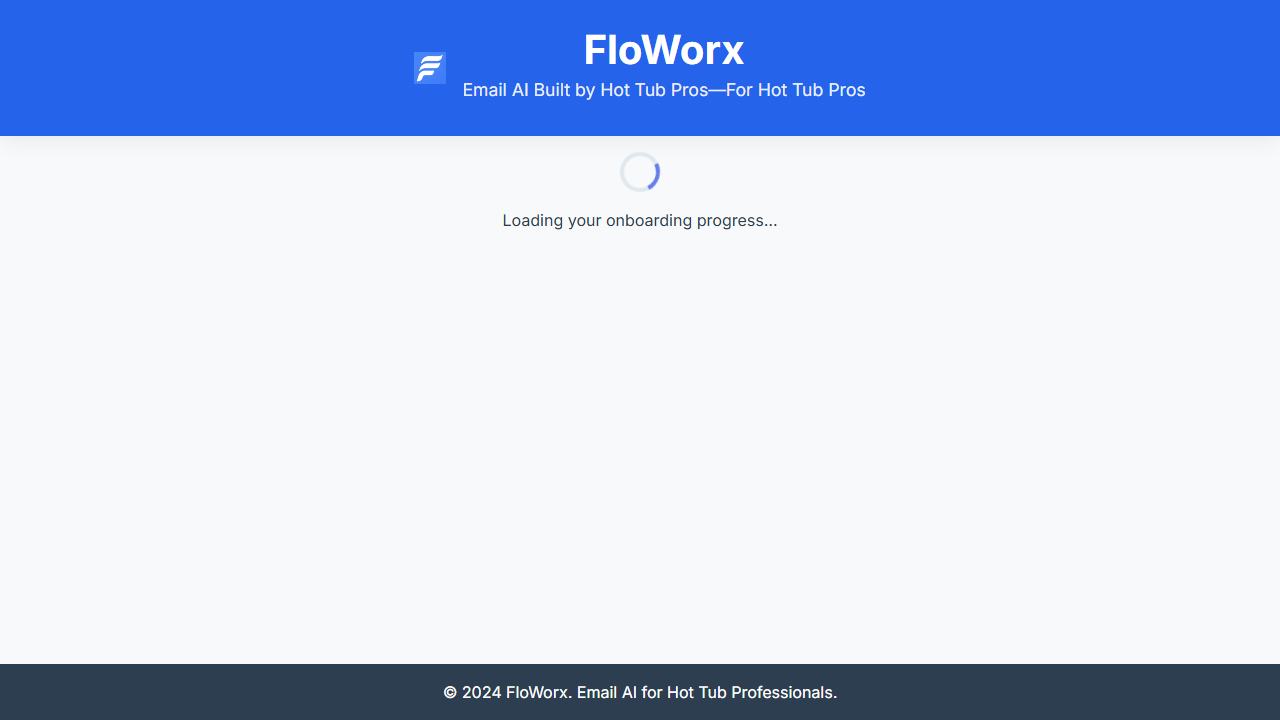 FloWorx
Email AI Built by Hot Tub Pros—For Hot Tub Pros
Loading your onboarding progress...
© 2024 FloWorx. Email AI for Hot Tub Professionals.